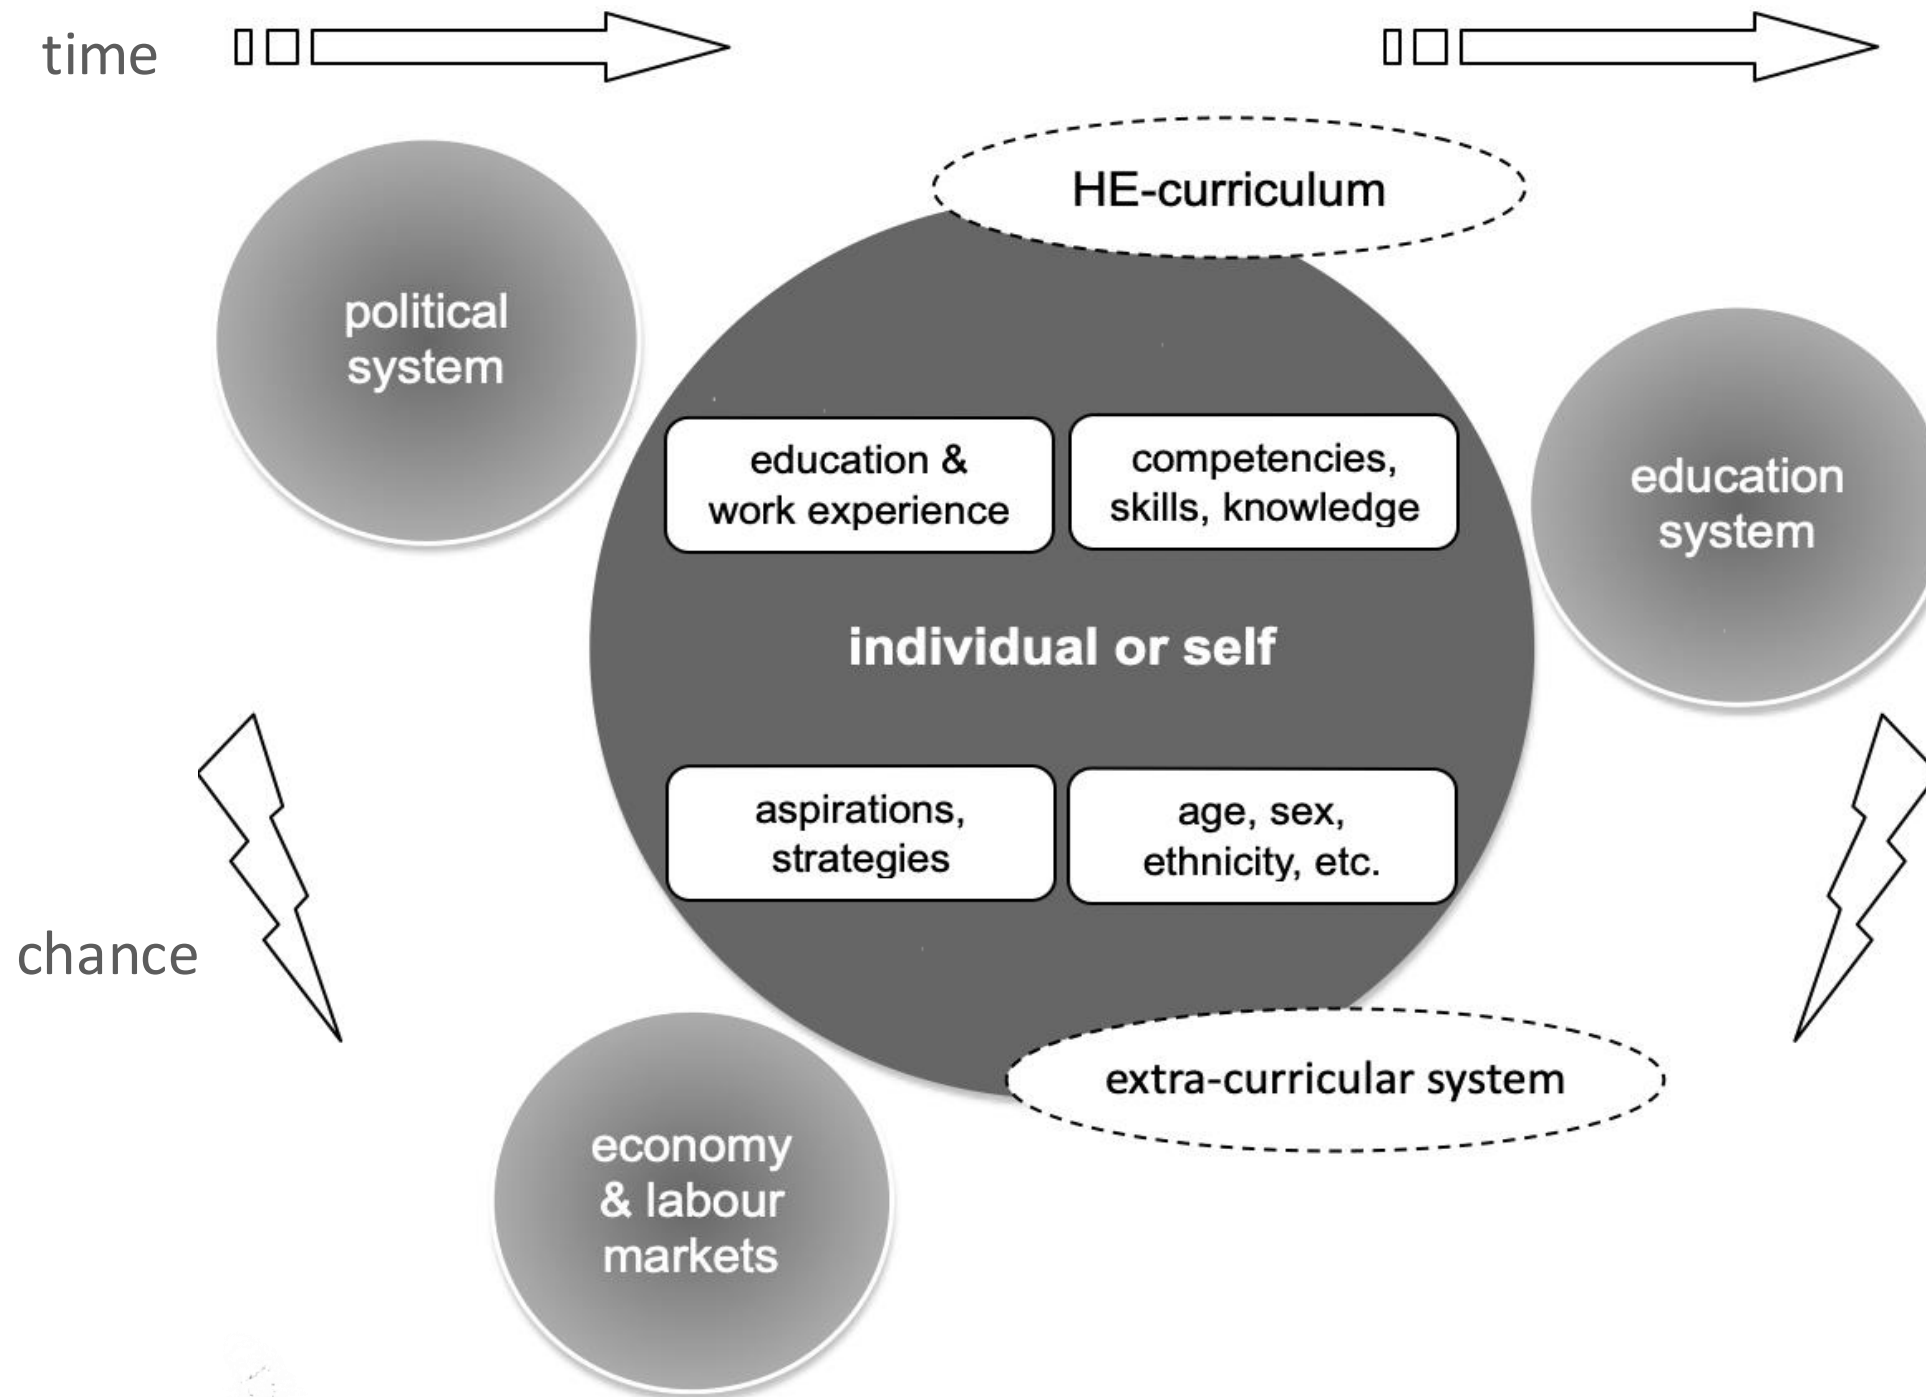 time
HE-curriculum
political
system
education &
work experience
competencies,
skills, knowledge
education
system
individual or self
aspirations,
strategies
age, sex,
ethnicity, etc.
chance
extra-curricular system
economy
& labour
markets